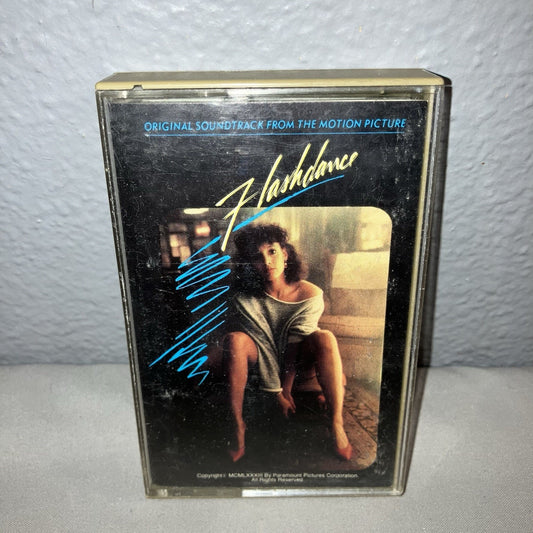 ORIGINAL SOUNDTRACK FROM THE MOTION PICTURE
Flashdance
Copyright © MCMLXXXIII By Paramount Pictures Corporation.
All Rights Reserved.